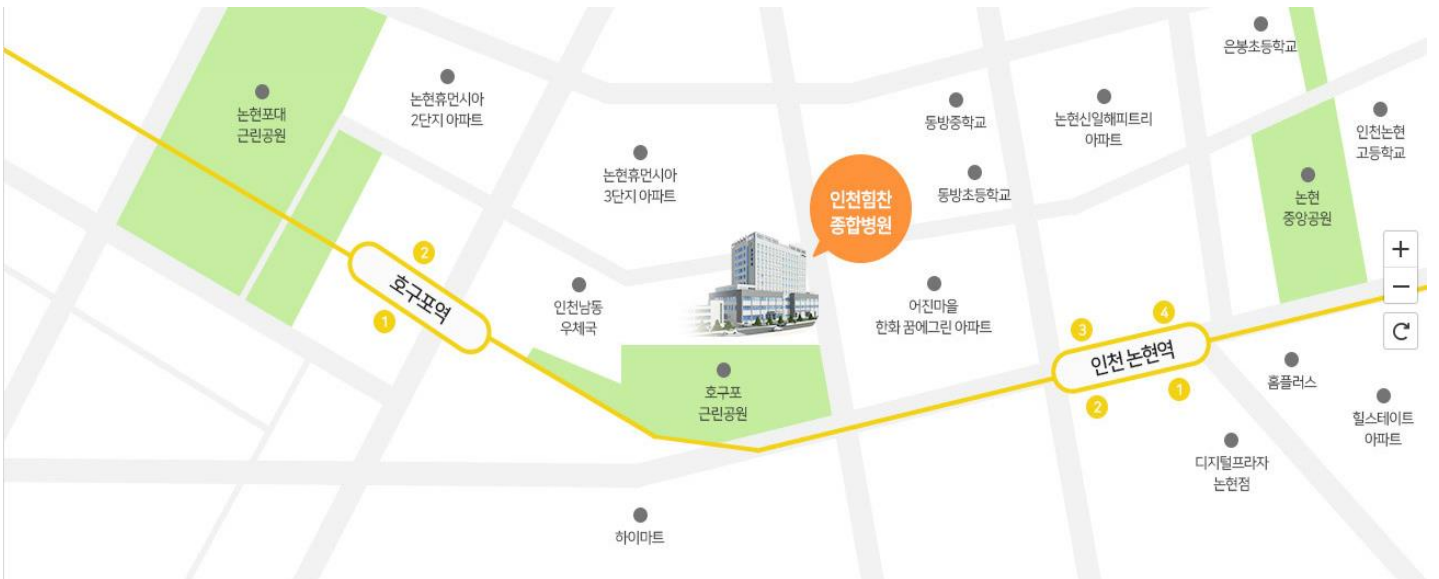 은봉초등학교
논현포대
근린공원
논현휴먼시아
2단지 아파트
동방중학교
논현신일해피트리
아파트
인천논현
고등학교
논현휴먼시아
3단지 아파트
인천힘찬
종합병원
동방초등학교
논현
중앙공원
2
호구포역
1
인천남동
우체국
어진마을
한화 꿈에그린 아파트
+
−
C
3
4
인천 논현역
2
1
호구포
근린공원
홈플러스
힐스테이트
아파트
디지털프라자
논현점
하이마트